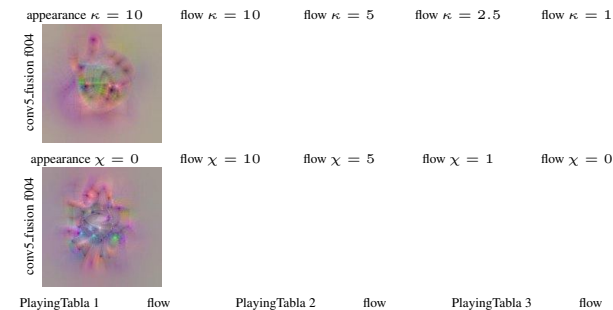 appearance κ = 10 flow κ = 10 flow κ = 5 flow κ = 2.5 flow κ = 1
conv5_fusion f004
appearance χ = 0 flow χ = 10 flow χ = 5 flow χ = 1 flow χ = 0
conv5_fusion f004
PlayingTabla 1 flow PlayingTabla 2 flow PlayingTabla 3 flow